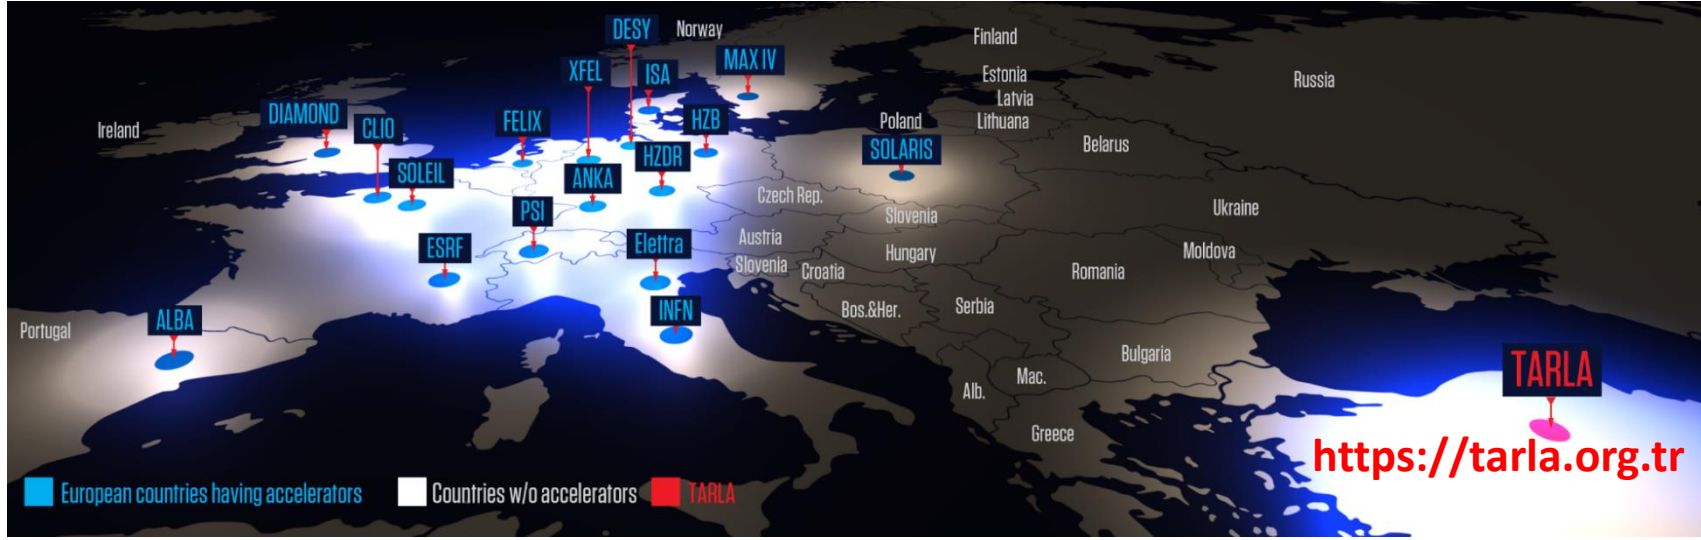 DESY
Norway
Finland
XFEL
ISA
MAX IV
Estonia
Russia
Latvia
DIAMOND
CLIO
FELIX
HZB
Poland
Lithuana
Ireland
SOLARIS
Belarus
SOLEIL
ANKA
HZDR
Czech Rep.
PSI
Slovenia
Ukraine
ESRF
Elettra
Austria
Hungary
Moldova
Slovenia
Croatia
Romania
ALBA
INFN
Bos.&Her.
Serbia
Portugal
Bulgaria
TARLA
Mac.
Alb.
Greece
https://tarla.org.tr
European countries having accelerators
Countries w/o accelerators
TARLA